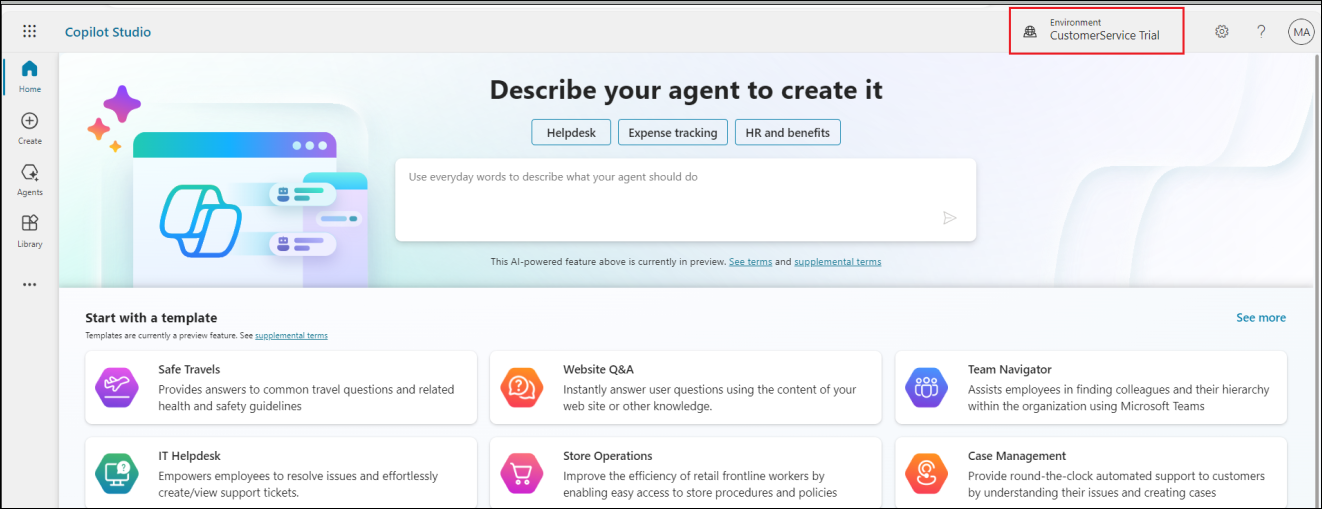 Copilot Studio
Environment
CustomerService Trial
?
MA
Home
Create
Agents
Library
Describe your agent to create it
Helpdesk
Expense tracking
HR and benefits
Use everyday words to describe what your agent should do
This AI-powered feature above is currently in preview. See terms and supplemental terms
Start with a template
See more
Templates are currently a preview feature. See supplemental terms
Safe Travels
Provides answers to common travel questions and related
health and safety guidelines
Website Q&A
Instantly answer user questions using the content of your
web site or other knowledge.
Team Navigator
Assists employees in finding colleagues and their hierarchy
within the organization using Microsoft Teams
IT Helpdesk
Empowers employees to resolve issues and effortlessly
create/view support tickets.
Store Operations
Improve the efficiency of retail frontline workers by
enabling easy access to store procedures and policies
Case Management
Provide round-the-clock automated support to customers
by understanding their issues and creating cases